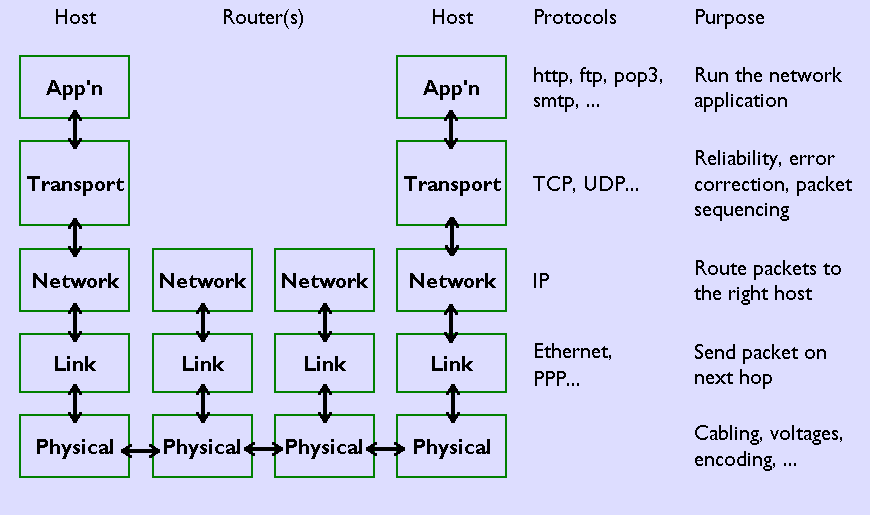 Host Router(s) Host Protocols Purpose
App'n App'n http, ftp, pop3, Run the network
smtp, ... application
Transport Transport TCP, UDP... Reliability, error
correction, packet
sequencing
Network Network Network Network IP Route packets to
the right host
Link Link Link Link Ethernet, Send packet on
PPP... next hop
Physical Physical Physical Physical Cabling, voltages,
encoding, ...